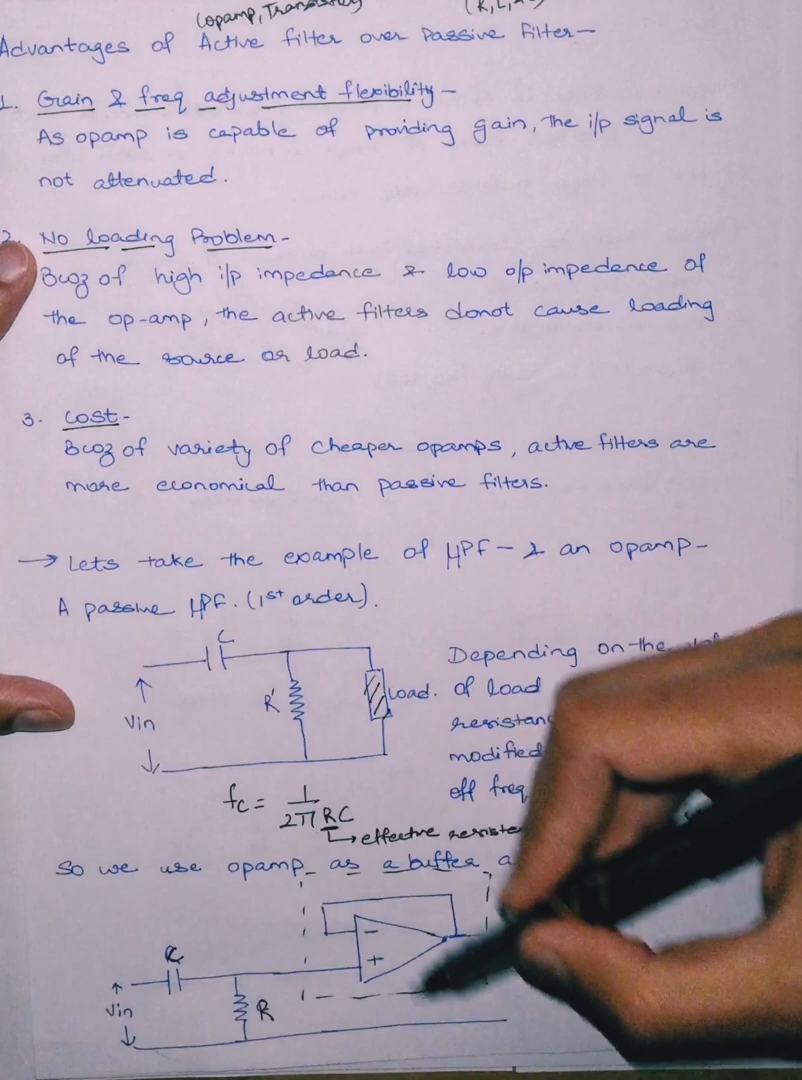 (opamp, Transistor)
(R, L,
Advantages of Active filter over Passive Filter-
1. Gain & freq adjustment flexibility -
As opamp is capable of providing gain, the i/p signal is
not attenuated.
2. No loading Problem -
Bcoz of high i/p impedance & low o/p impedence of
the op-amp, the active filters donot cause loading
of the source or load.
3. Cost -
Bcoz of variety of cheaper opamps, active filters are
more economical than passive filters.
→ Lets take the example of HPF - & an opamp -
A passive HPF. (1st order).
C
Vin
R'
Load.
Depending on the
of load
resistan
modified
off freq
fc = 1/2πRC
↳ effective resiste
So we use opamp as a buffer a
C
Vin
R
-
+